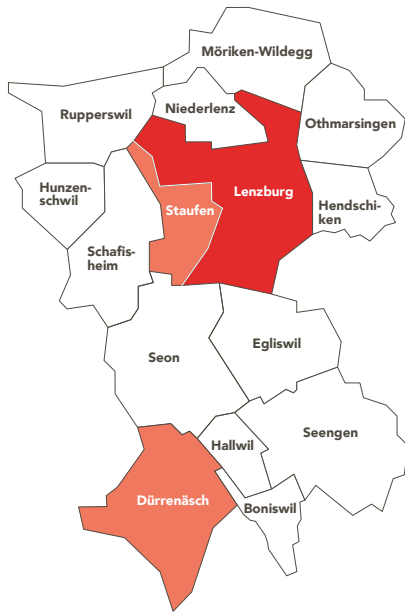 Möriken-Wildegg
Rupperswil
Niederlenz
Othmarsingen
Hunzen-
schwil
Staufen
Lenzburg
Hendschi-
ken
Schafis-
heim
Seon
Egliswil
Hallwil
Seengen
Dürrenäsch
Boniswil